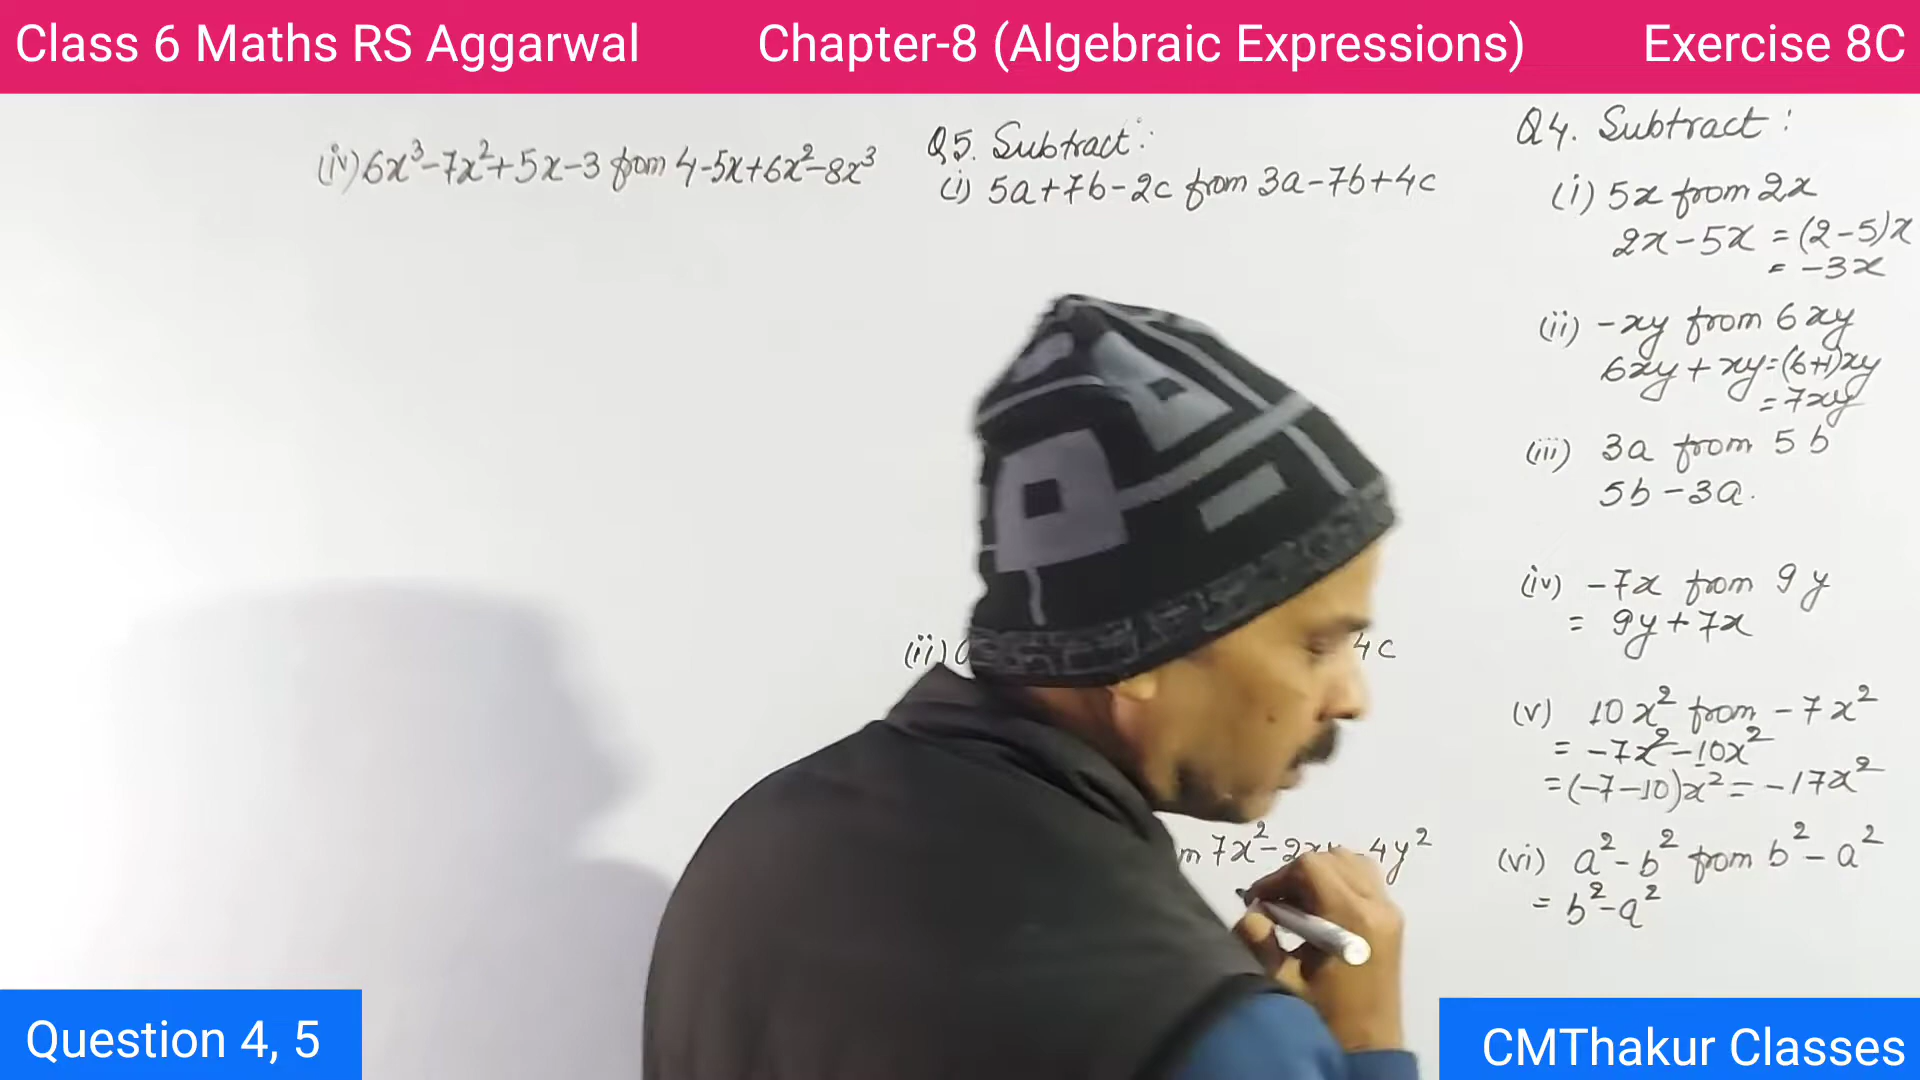 Class 6 Maths RS Aggarwal Chapter-8 (Algebraic Expressions) Exercise 8C
(iv) 6x³-7x²+5x-3 from 4-5x+6x²-8x³
Q5. Subtract:
(i) 5a+7b-2c from 3a-7b+4c
(ii)
4c
7x²-2xy-4y²
Q4. Subtract:
(i) 5x from 2x
2x-5x = (2-5)x
= -3x
(ii) -xy from 6xy
6xy+xy=(6+1)xy
=7xy
(iii) 3a from 5b
5b-3a.
(iv) -7x from 9y
= 9y+7x
(v) 10x² from -7x²
= -7x²-10x²
=(-7-10)x²= -17x²
(vi) a²-b² from b²-a²
= b²-a²
Question 4, 5
CMThakur Classes